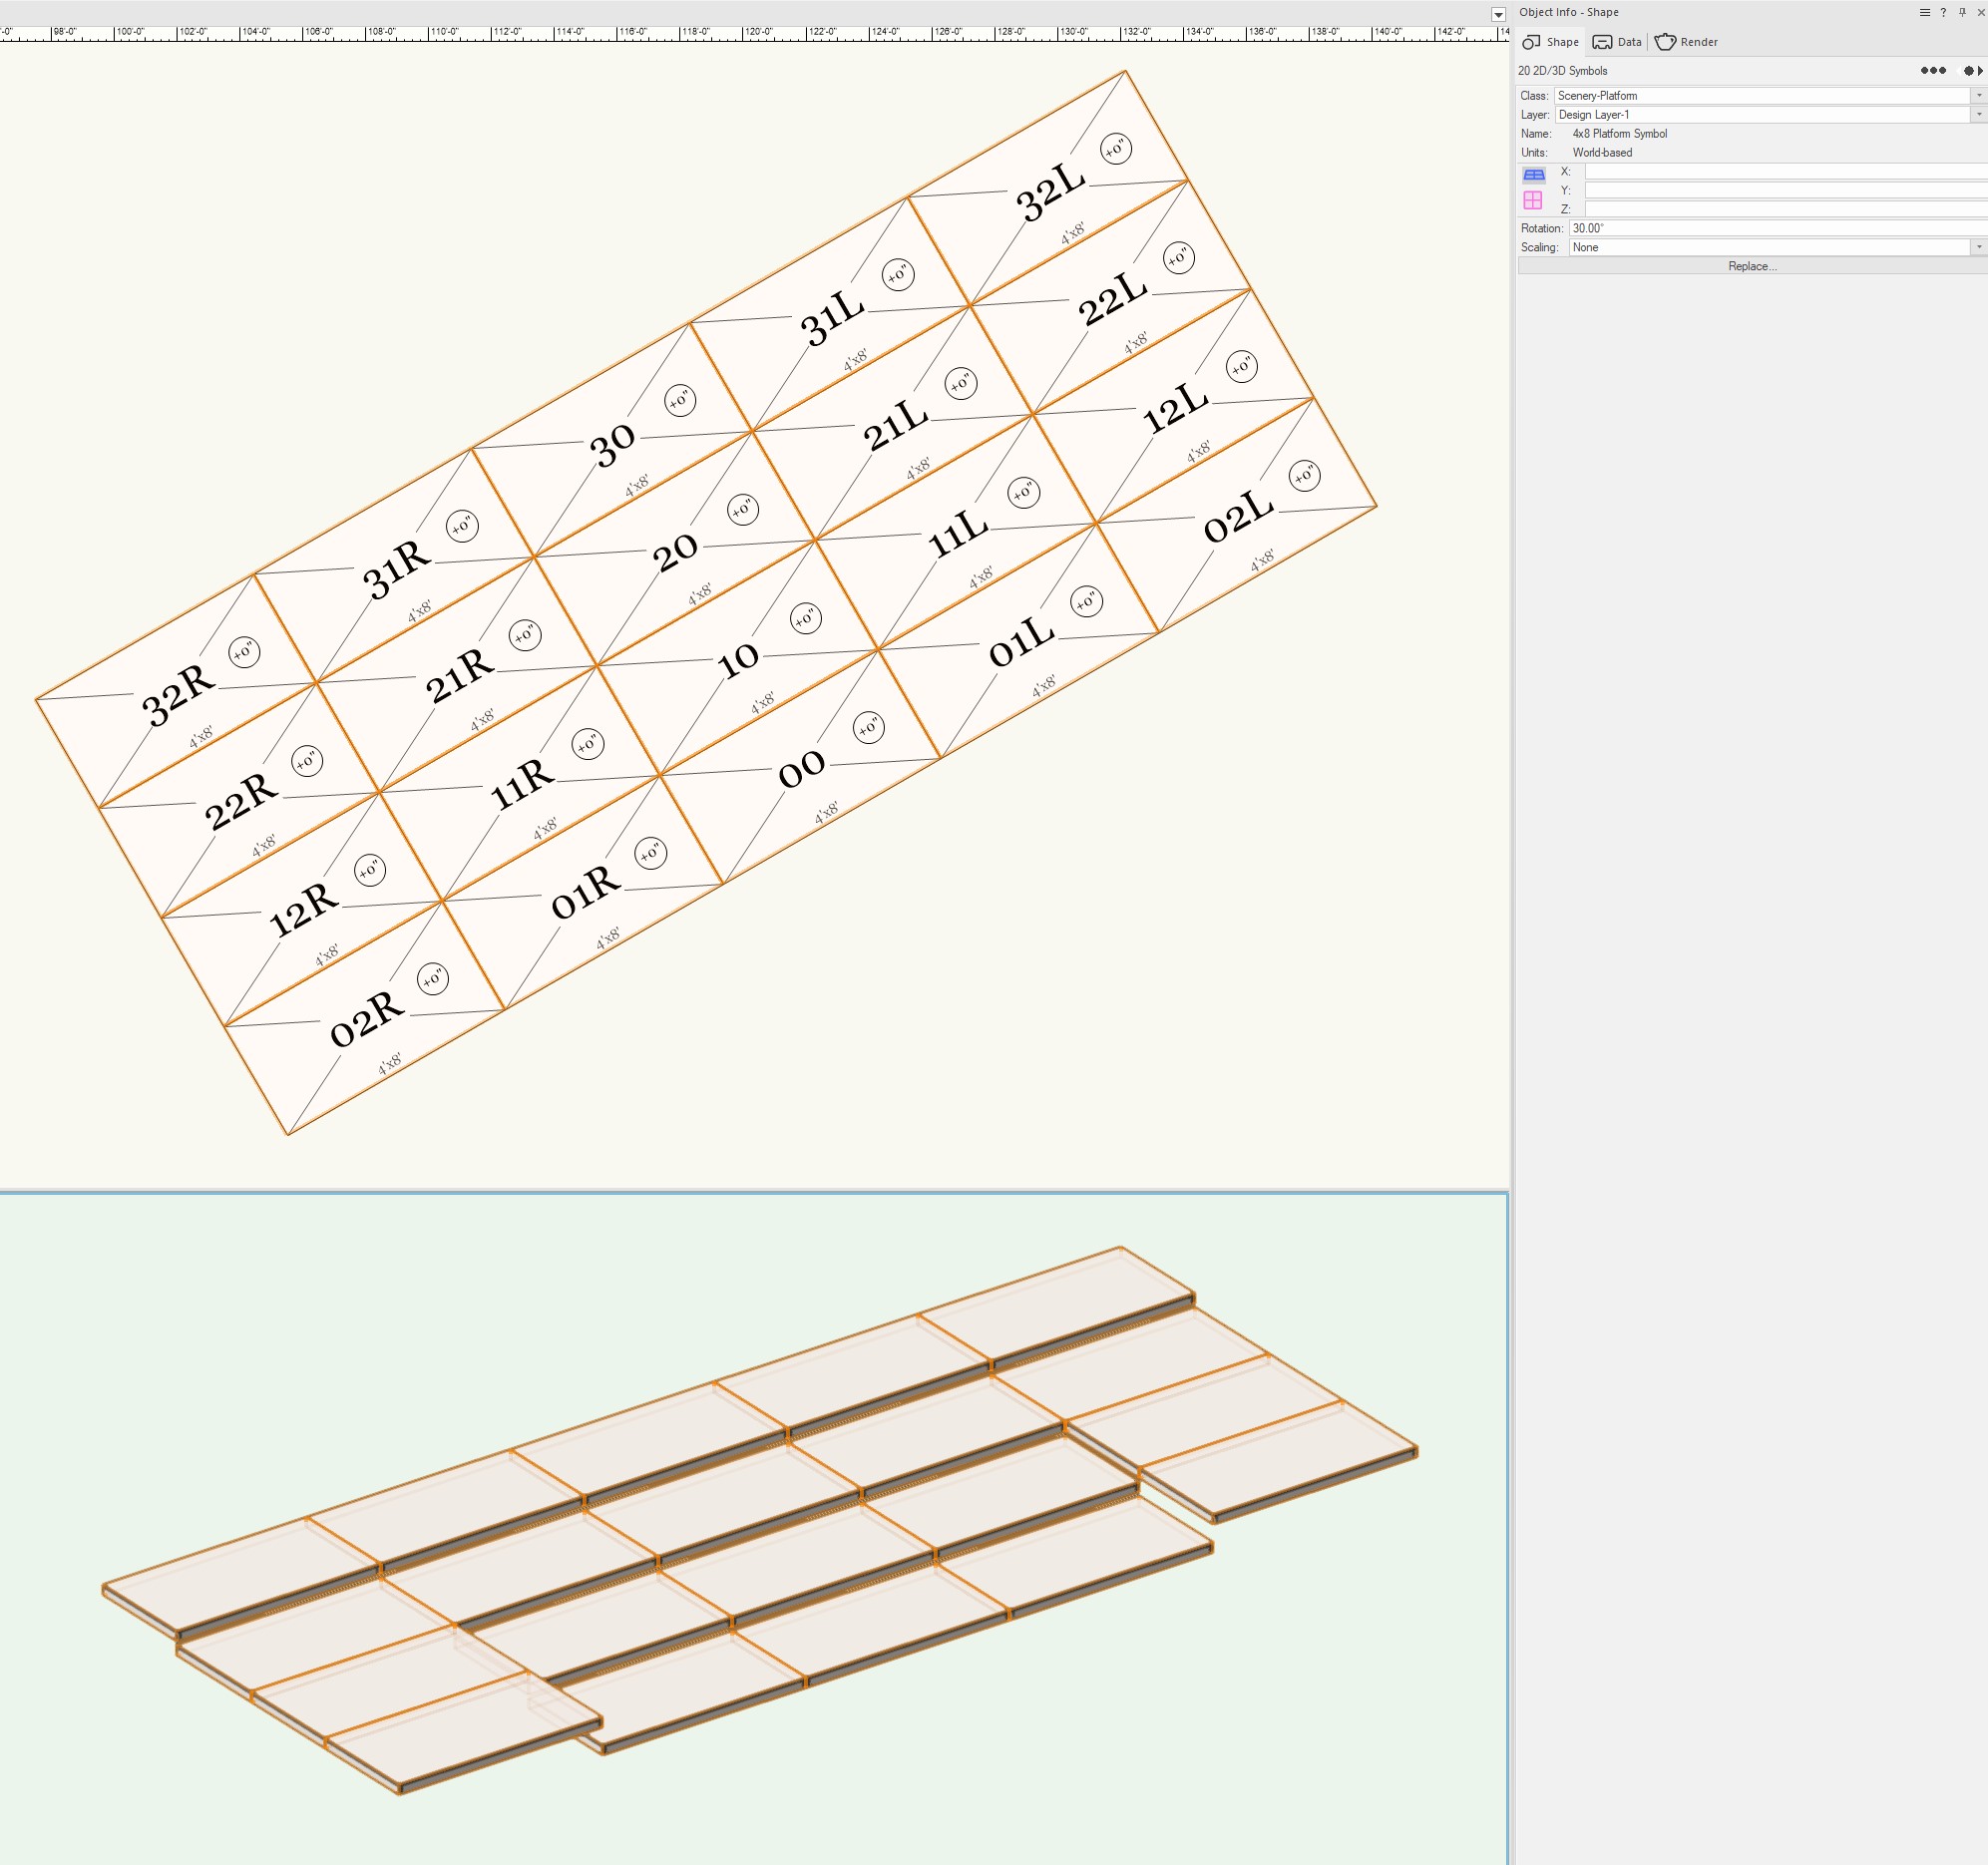 Object Info - Shape
?
'-0" 98'-0" 100'-0" 102'-0" 104'-0" 106'-0" 108'-0" 110'-0" 112'-0" 114'-0" 116'-0" 118'-0" 120'-0" 122'-0" 124'-0" 126'-0" 128'-0" 130'-0" 132'-0" 134'-0" 136'-0" 138'-0" 140'-0" 142'-0" 14
Shape Data Render
20 2D/3D Symbols
Class: Scenery-Platform
Layer: Design Layer-1
Name: 4x8 Platform Symbol
Units: World-based
X:
Y:
Z:
Rotation: 30.00°
Scaling: None
Replace...
32L +0"
4'x8'
31L +0"
4'x8'
30 +0"
4'x8'
31R +0"
4'x8'
32R +0"
4'x8'
22L +0"
4'x8'
21L +0"
4'x8'
20 +0"
4'x8'
21R +0"
4'x8'
22R +0"
4'x8'
12L +0"
4'x8'
11L +0"
4'x8'
10 +0"
4'x8'
11R +0"
4'x8'
12R +0"
4'x8'
02L +0"
4'x8'
01L +0"
4'x8'
00 +0"
4'x8'
01R +0"
4'x8'
02R +0"
4'x8'